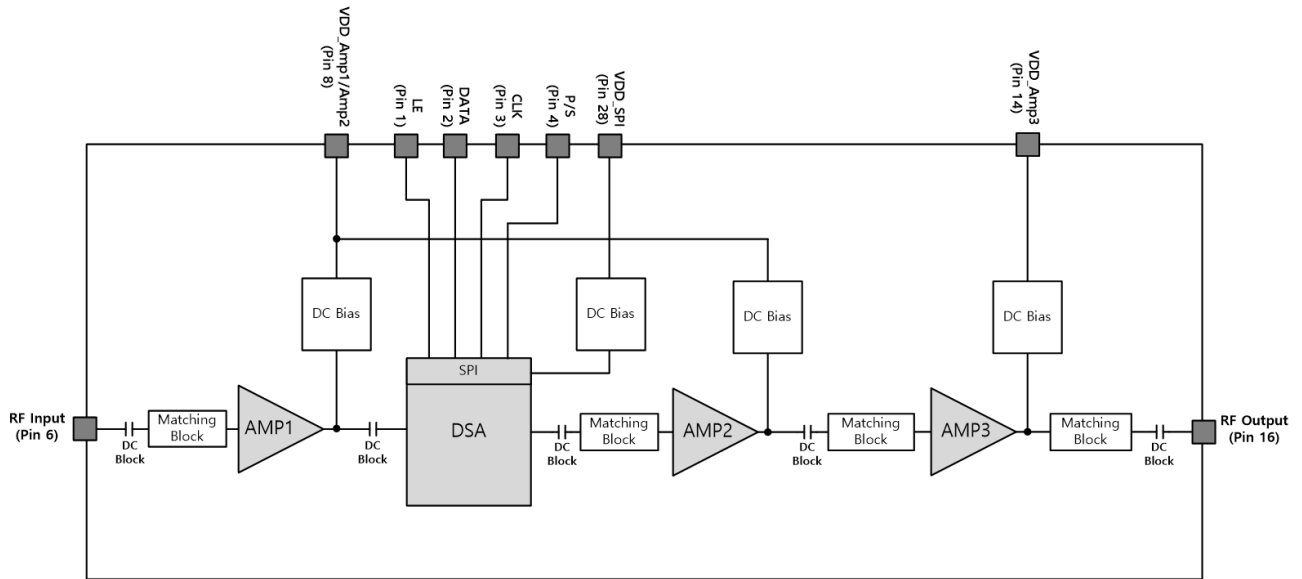 VDD_Amp1/Amp2
(Pin 8)
LE
(Pin 1)
DATA
(Pin 2)
CLK
(Pin 3)
P/S
(Pin 4)
VDD_SPI
(Pin 28)
VDD_Amp3
(Pin 14)
DC Bias
DC Bias
DC Bias
DC Bias
SPI
RF Input
(Pin 6)
DC
Block
Matching
Block
AMP1
DC
Block
DSA
DC
Block
Matching
Block
AMP2
DC
Block
Matching
Block
AMP3
Matching
Block
DC
Block
RF Output
(Pin 16)